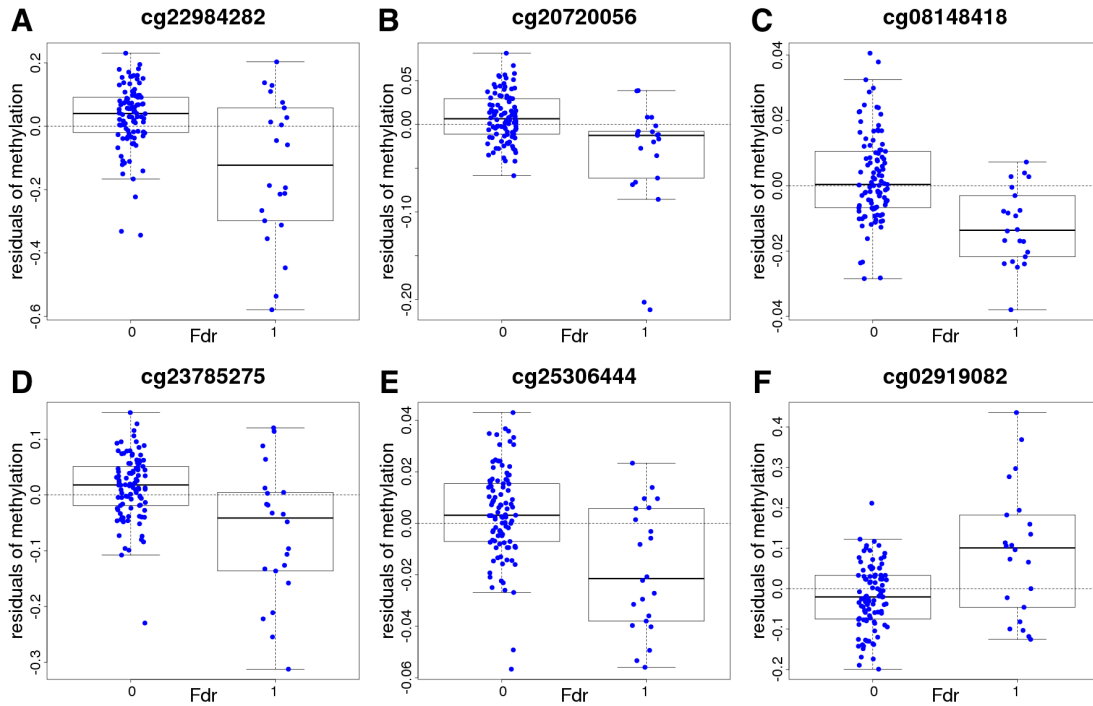 A cg22984282
residuals of methylation
0.2
0.0
-0.2
-0.4
-0.6
0 1
Fdr
B cg20720056
residuals of methylation
0.05
0.00
-0.10
-0.20
0 1
Fdr
C cg08148418
residuals of methylation
0.04
0.02
0.00
-0.02
-0.04
0 1
Fdr
D cg23785275
residuals of methylation
0.1
0.0
-0.1
-0.2
-0.3
0 1
Fdr
E cg25306444
residuals of methylation
0.04
0.02
0.00
-0.02
-0.04
-0.06
0 1
Fdr
F cg02919082
residuals of methylation
0.4
0.3
0.2
0.1
0.0
-0.1
-0.2
0 1
Fdr